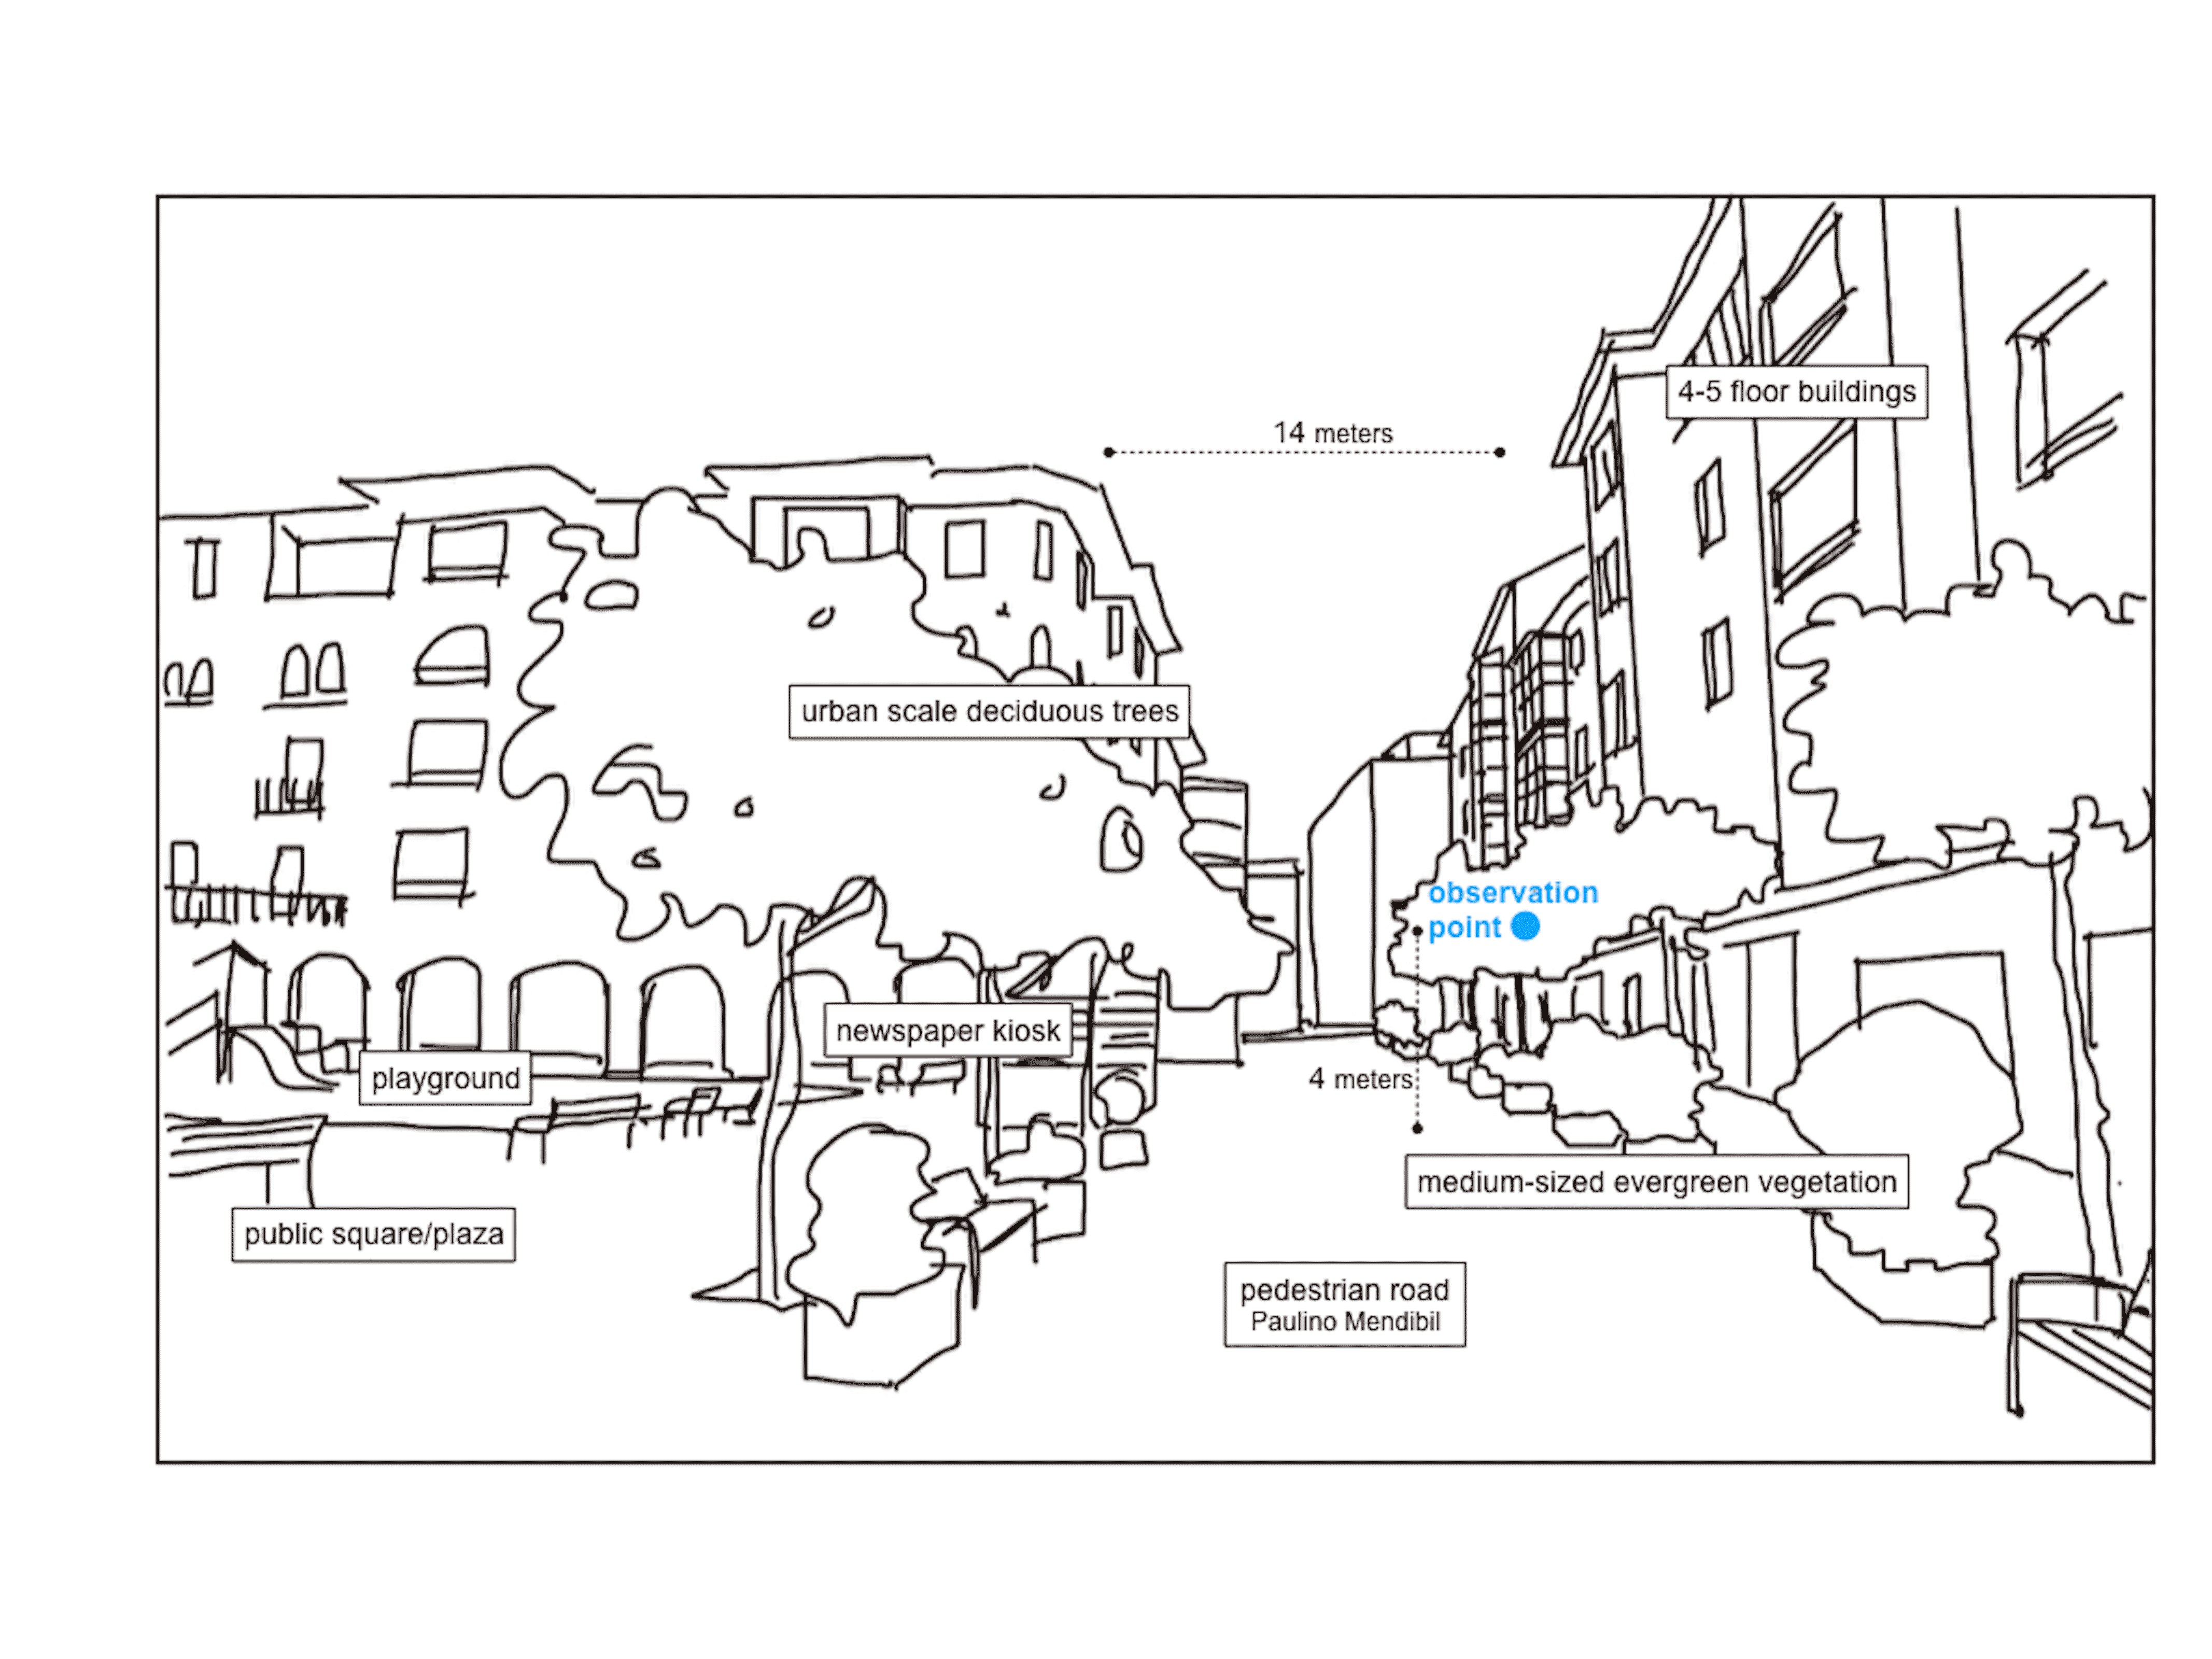 4-5 floor buildings
14 meters
urban scale deciduous trees
observation
point
newspaper kiosk
playground
4 meters
medium-sized evergreen vegetation
public square/plaza
pedestrian road
Paulino Mendibil